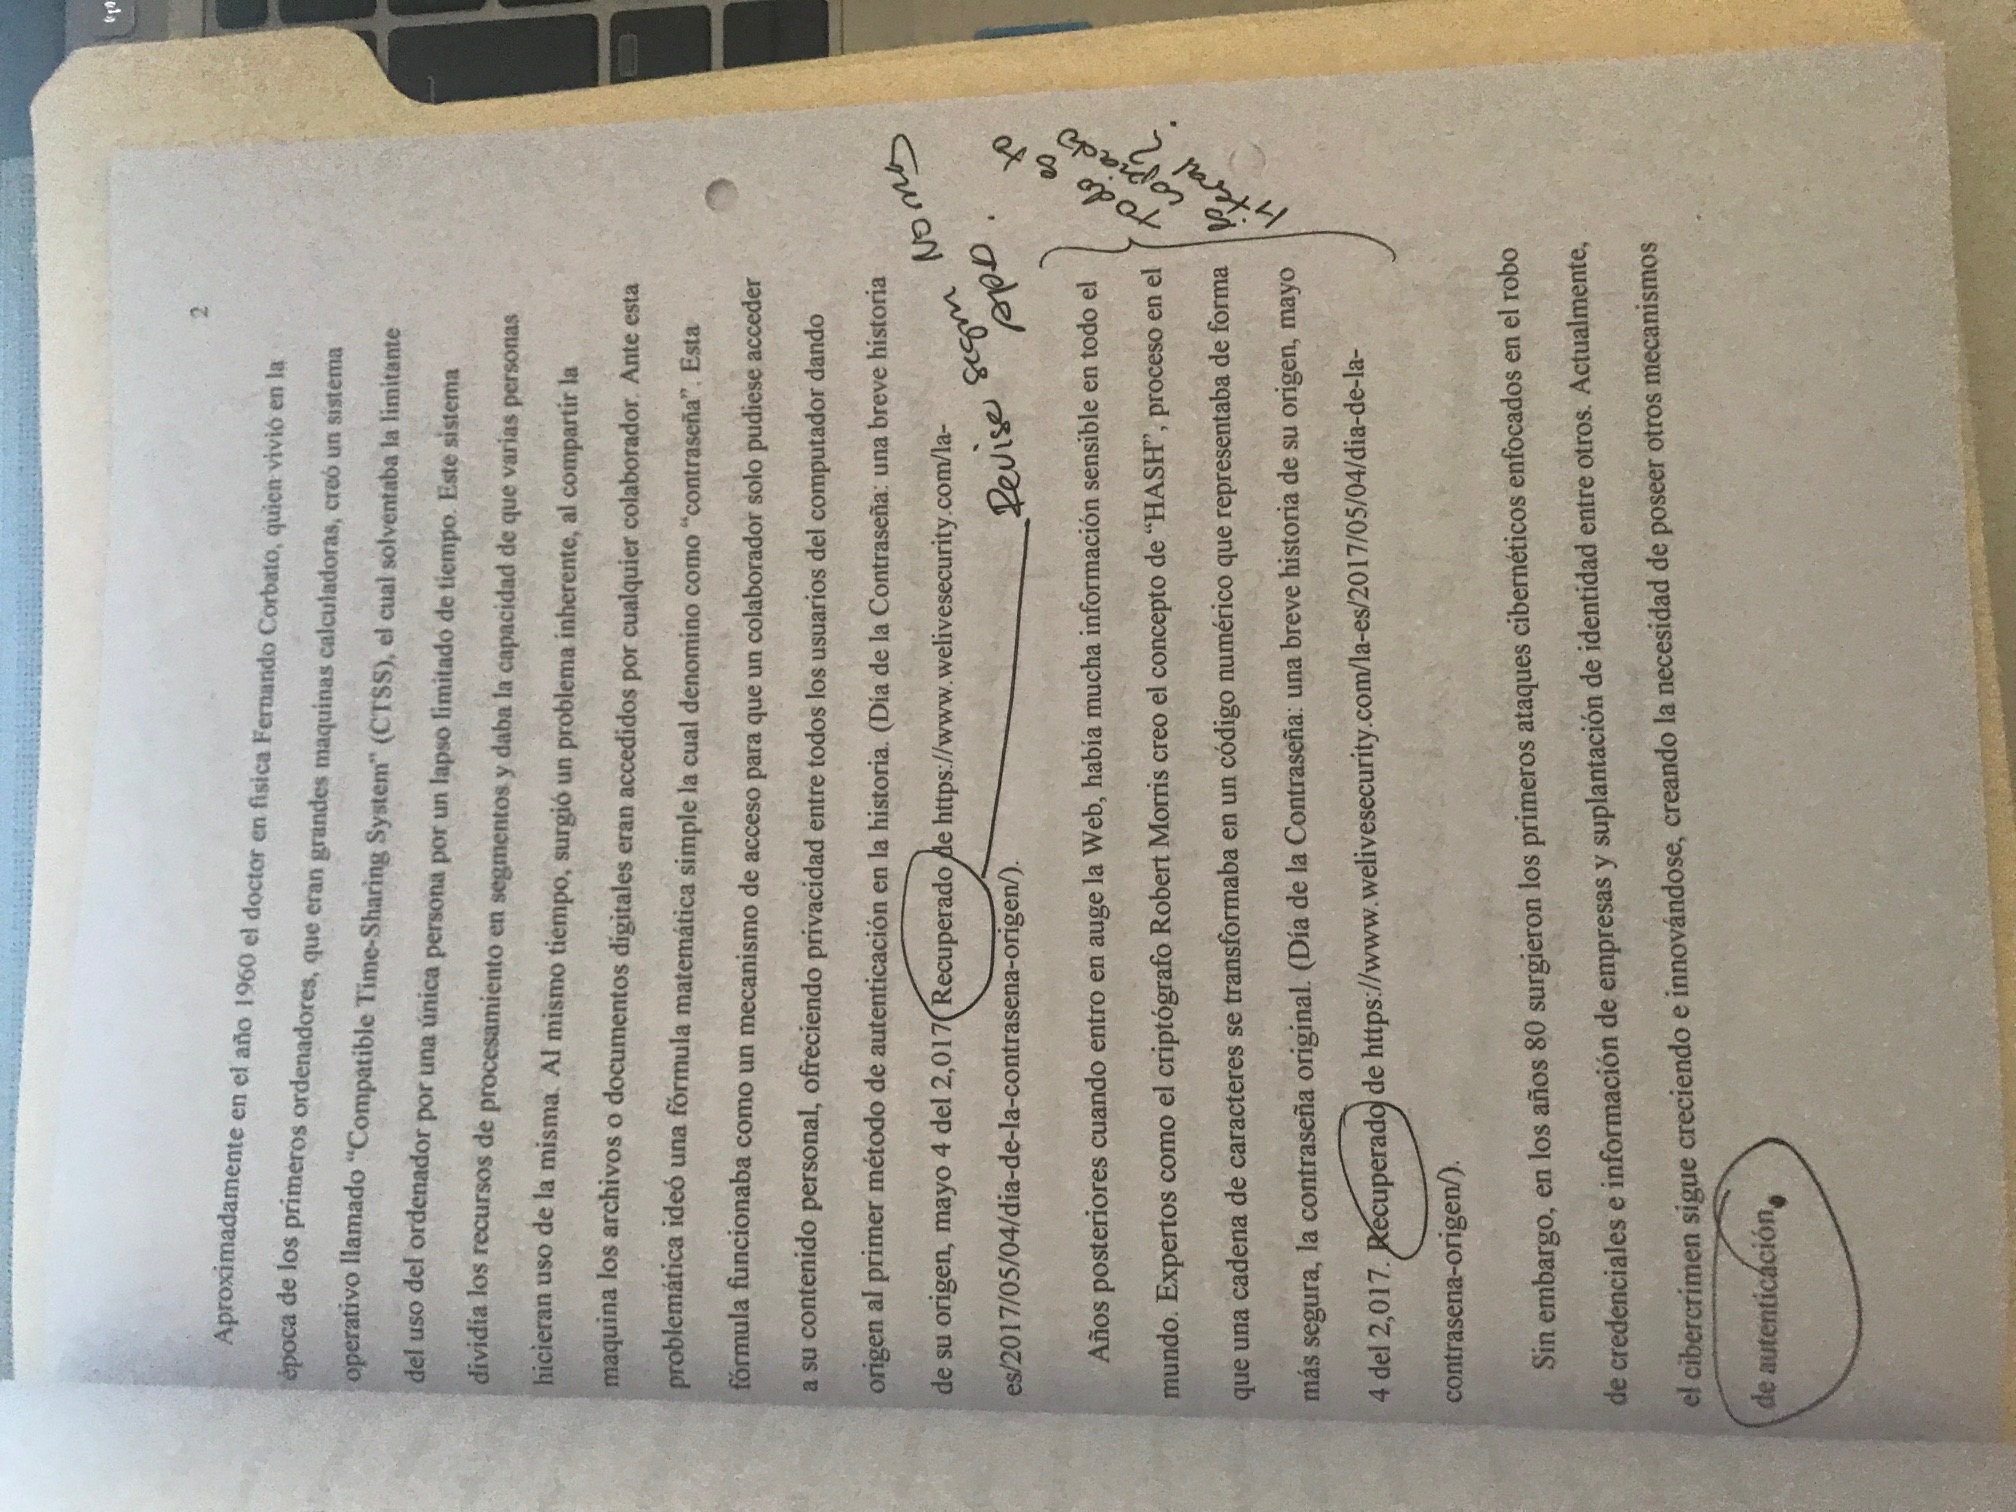 2
Aproximadamente en el año 1960 el doctor en física Fernando Corbato, quien vivió en la
época de los primeros ordenadores, que eran grandes maquinas calculadoras, creó un sistema
operativo llamado “Compatible Time-Sharing System” (CTSS), el cual solventaba la limitante
del uso del ordenador por una única persona por un lapso limitado de tiempo. Este sistema
dividía los recursos de procesamiento en segmentos y daba la capacidad de que varias personas
hicieran uso de la misma. Al mismo tiempo, surgió un problema inherente, al compartir la
maquina los archivos o documentos digitales eran accedidos por cualquier colaborador. Ante esta
problemática ideó una fórmula matemática simple la cual denomino como “contraseña”. Esta
fórmula funcionaba como un mecanismo de acceso para que un colaborador solo pudiese acceder
a su contenido personal, ofreciendo privacidad entre todos los usuarios del computador dando
origen al primer método de autenticación en la historia. (Día de la Contraseña: una breve historia
de su origen, mayo 4 del 2,017. Recuperado de https://www.welivesecurity.com/la-
es/2017/05/04/dia-de-la-contrasena-origen/).
Revise segun Normas
APA.
Años posteriores cuando entro en auge la Web, había mucha información sensible en todo el
mundo. Expertos como el criptógrafo Robert Morris creo el concepto de “HASH”, proceso en el
que una cadena de caracteres se transformaba en un código numérico que representaba de forma
más segura, la contraseña original. (Día de la Contraseña: una breve historia de su origen, mayo
4 del 2,017. Recuperado de https://www.welivesecurity.com/la-es/2017/05/04/dia-de-la-
contrasena-origen/).
todo esto
es copiado
literal?
Sin embargo, en los años 80 surgieron los primeros ataques cibernéticos enfocados en el robo
de credenciales e información de empresas y suplantación de identidad entre otros. Actualmente,
el cibercrimen sigue creciendo e innovándose, creando la necesidad de poseer otros mecanismos
de autenticación.